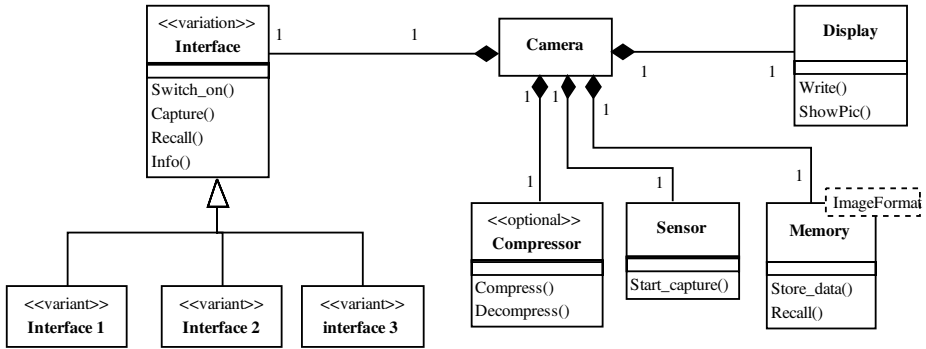 <<variation>>
Interface
Switch_on()
Capture()
Recall()
Info()
1
1
Camera
1
1
Display
Write()
ShowPic()
1
1
1
1
1
1
<<optional>>
Compressor
Compress()
Decompress()
Sensor
Start_capture()
ImageFormat
Memory
Store_data()
Recall()
<<variant>>
Interface 1
<<variant>>
Interface 2
<<variant>>
interface 3